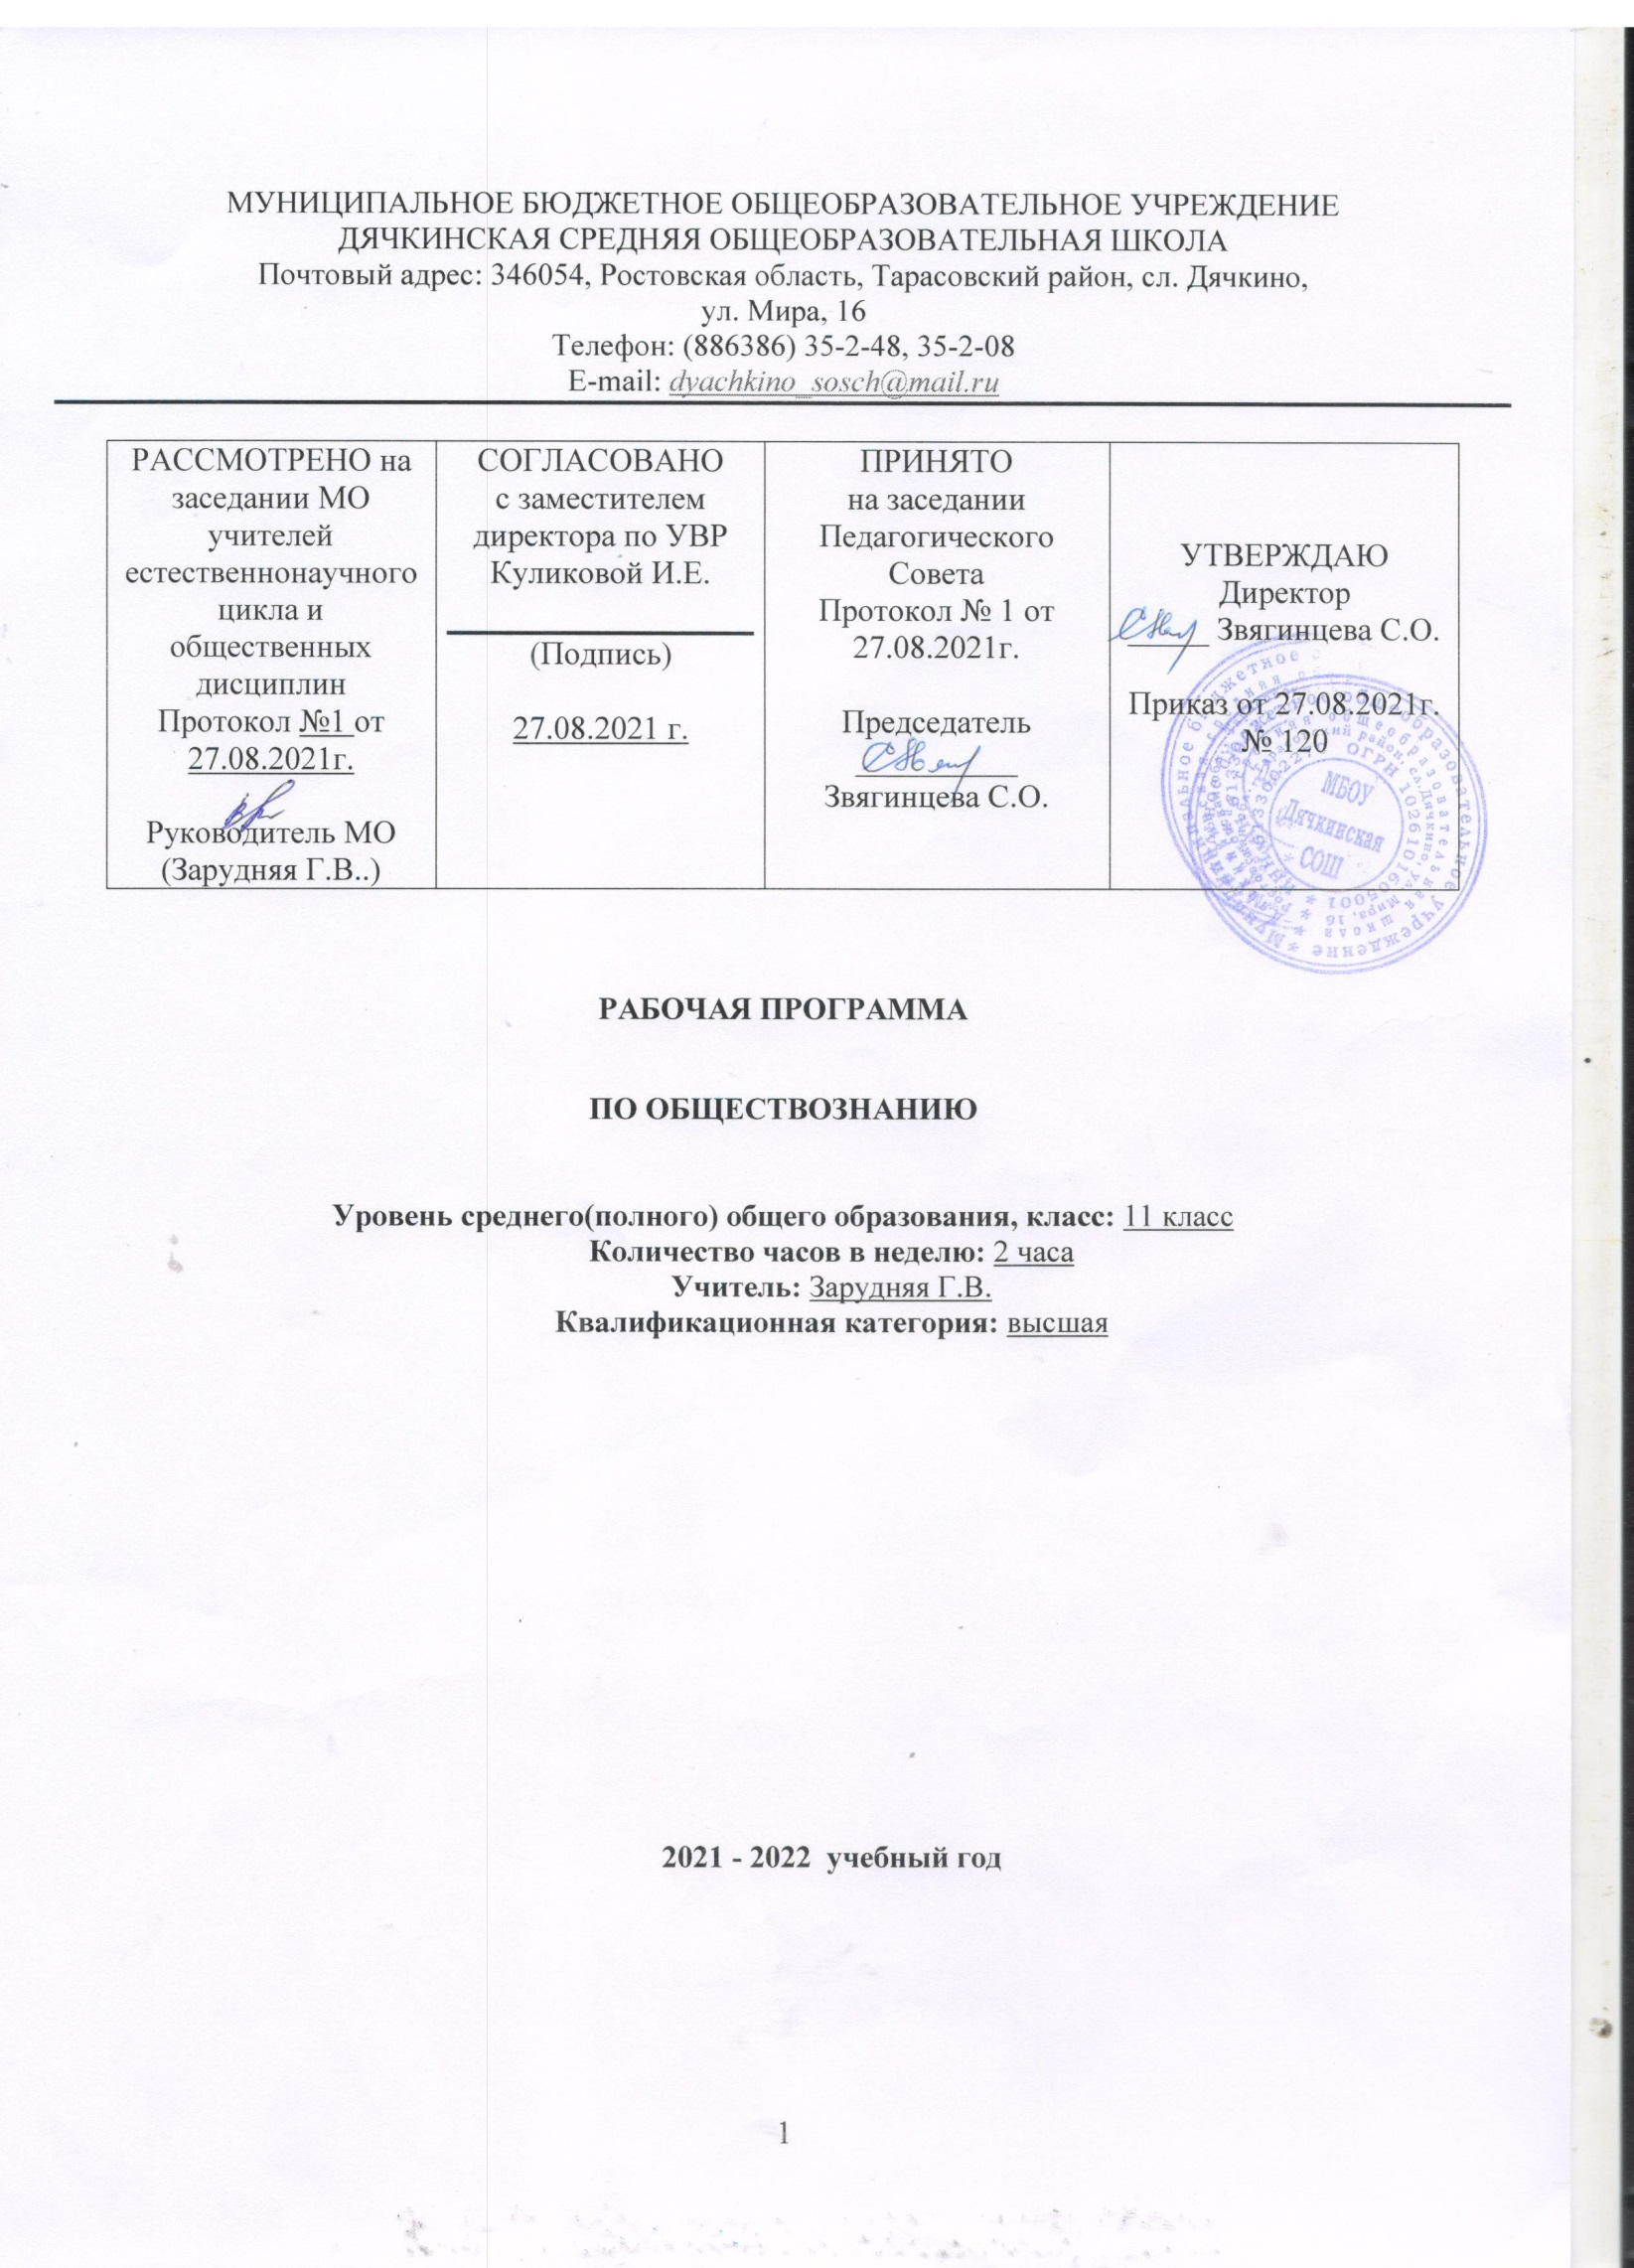 МУНИЦИПАЛЬНОЕ БЮДЖЕТНОЕ ОБЩЕОБРАЗОВАТЕЛЬНОЕ УЧРЕЖДЕНИЕ
ДЯЧКИНСКАЯ СРЕДНЯЯ ОБЩЕОБРАЗОВАТЕЛЬНАЯ ШКОЛА
Почтовый адрес: 346054, Ростовская область, Тарасовский район, сл. Дячкино,
ул. Мира, 16
Телефон: (886386) 35-2-48, 35-2-08
E-mail: dyachkino_sosch@mail.ru
РАССМОТРЕНО на
заседании МО
учителей
естественнонаучного
цикла и
общественных
дисциплин
Протокол №1 от
27.08.2021г.
Руководитель МО
(Зарудняя Г.В..)
СОГЛАСОВАНО
с заместителем
директора по УВР
Куликовой И.Е.
(Подпись)
27.08.2021 г.
ПРИНЯТО
на заседании
Педагогического
Совета
Протокол № 1 от
27.08.2021г.
Председатель
Звягинцева С.О.
УТВЕРЖДАЮ
Директор
Звягинцева С.О.
Приказ от 27.08.2021г.
№ 120
МБОУ
Дячкинская
СОШ
РАБОЧАЯ ПРОГРАММА
ПО ОБЩЕСТВОЗНАНИЮ
Уровень среднего(полного) общего образования, класс: 11 класс
Количество часов в неделю: 2 часа
Учитель: Зарудняя Г.В.
Квалификационная категория: высшая
2021 - 2022 учебный год
1